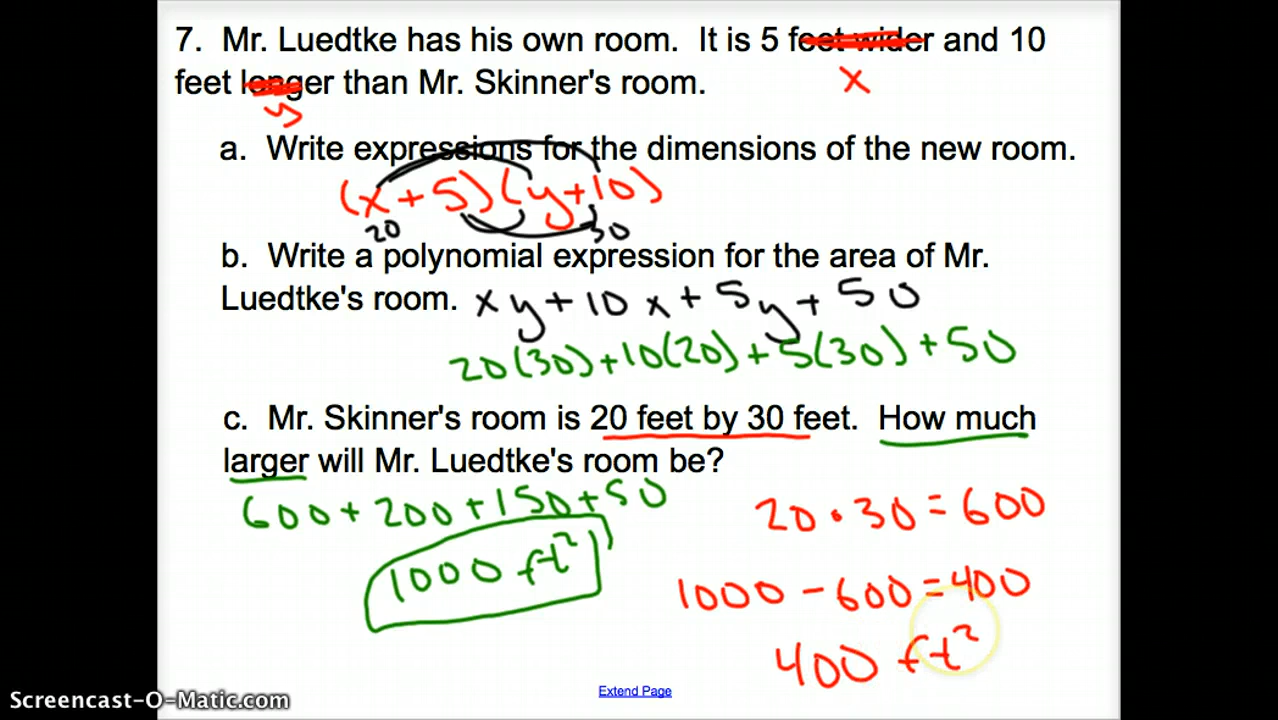 7. Mr. Luedtke has his own room. It is 5 feet wider and 10
feet longer than Mr. Skinner's room.
x
y
a. Write expressions for the dimensions of the new room.
(x+5)(y+10)
20 30
b. Write a polynomial expression for the area of Mr.
Luedtke's room. xy+10x+5y+50
20(30)+10(20)+5(30)+50
c. Mr. Skinner's room is 20 feet by 30 feet. How much
larger will Mr. Luedtke's room be?
600+200+150+50
1000 ft²
20·30=600
1000-600=400
400 ft²
Extend Page
Screencast-O-Matic.com